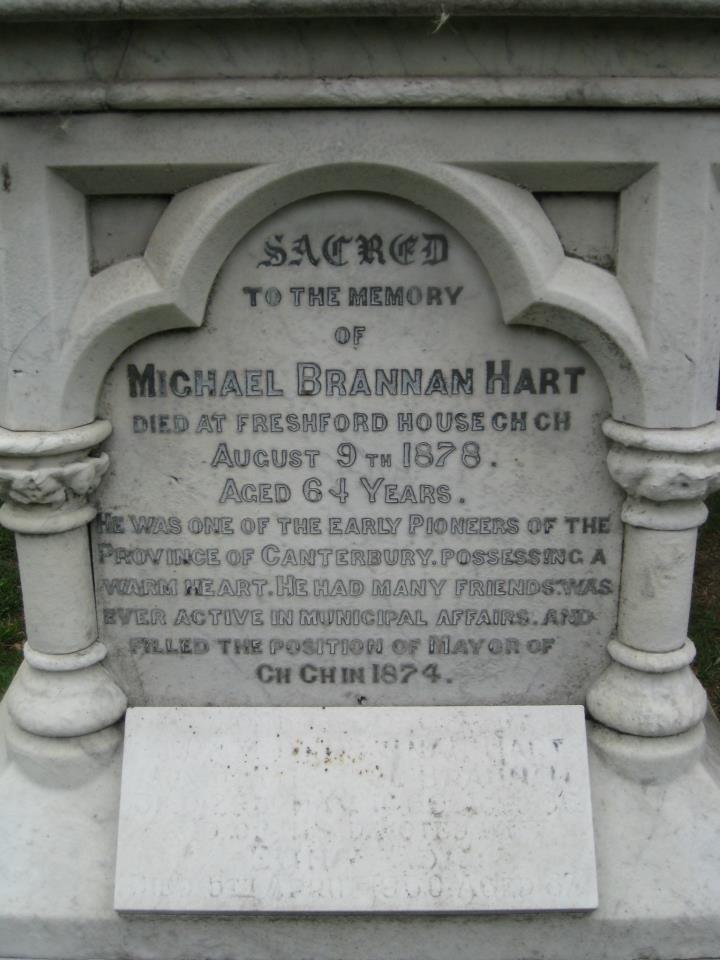 SACRED
TO THE MEMORY
OF
MICHAEL BRANNAN HART
DIED AT FRESHFORD HOUSE CH CH
AUGUST 9TH 1878.
AGED 64 YEARS.
HE WAS ONE OF THE EARLY PIONEERS OF THE
PROVINCE OF CANTERBURY. POSSESSING A
WARM HEART. HE HAD MANY FRIENDS. WAS
EVER ACTIVE IN MUNICIPAL AFFAIRS. AND
FILLED THE POSITION OF MAYOR OF
CH CH IN 1874.